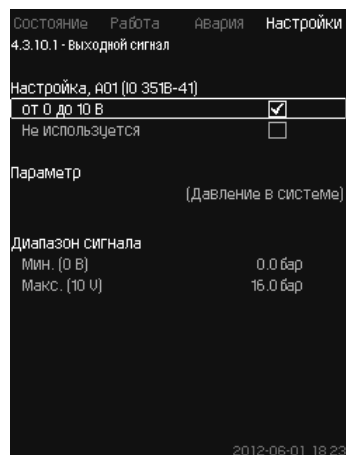 Состояние Работа Авария Настройки
4.3.10.1 - Выходной сигнал
Настройка, AO1 (IO 351B-41)
от 0 до 10 В
Не используется
Параметр
(Давление в системе)
Диапазон сигнала
Мин. (0 В) 0.0 бар
Макс. (10 V) 16.0 бар
2012-06-01 18:23